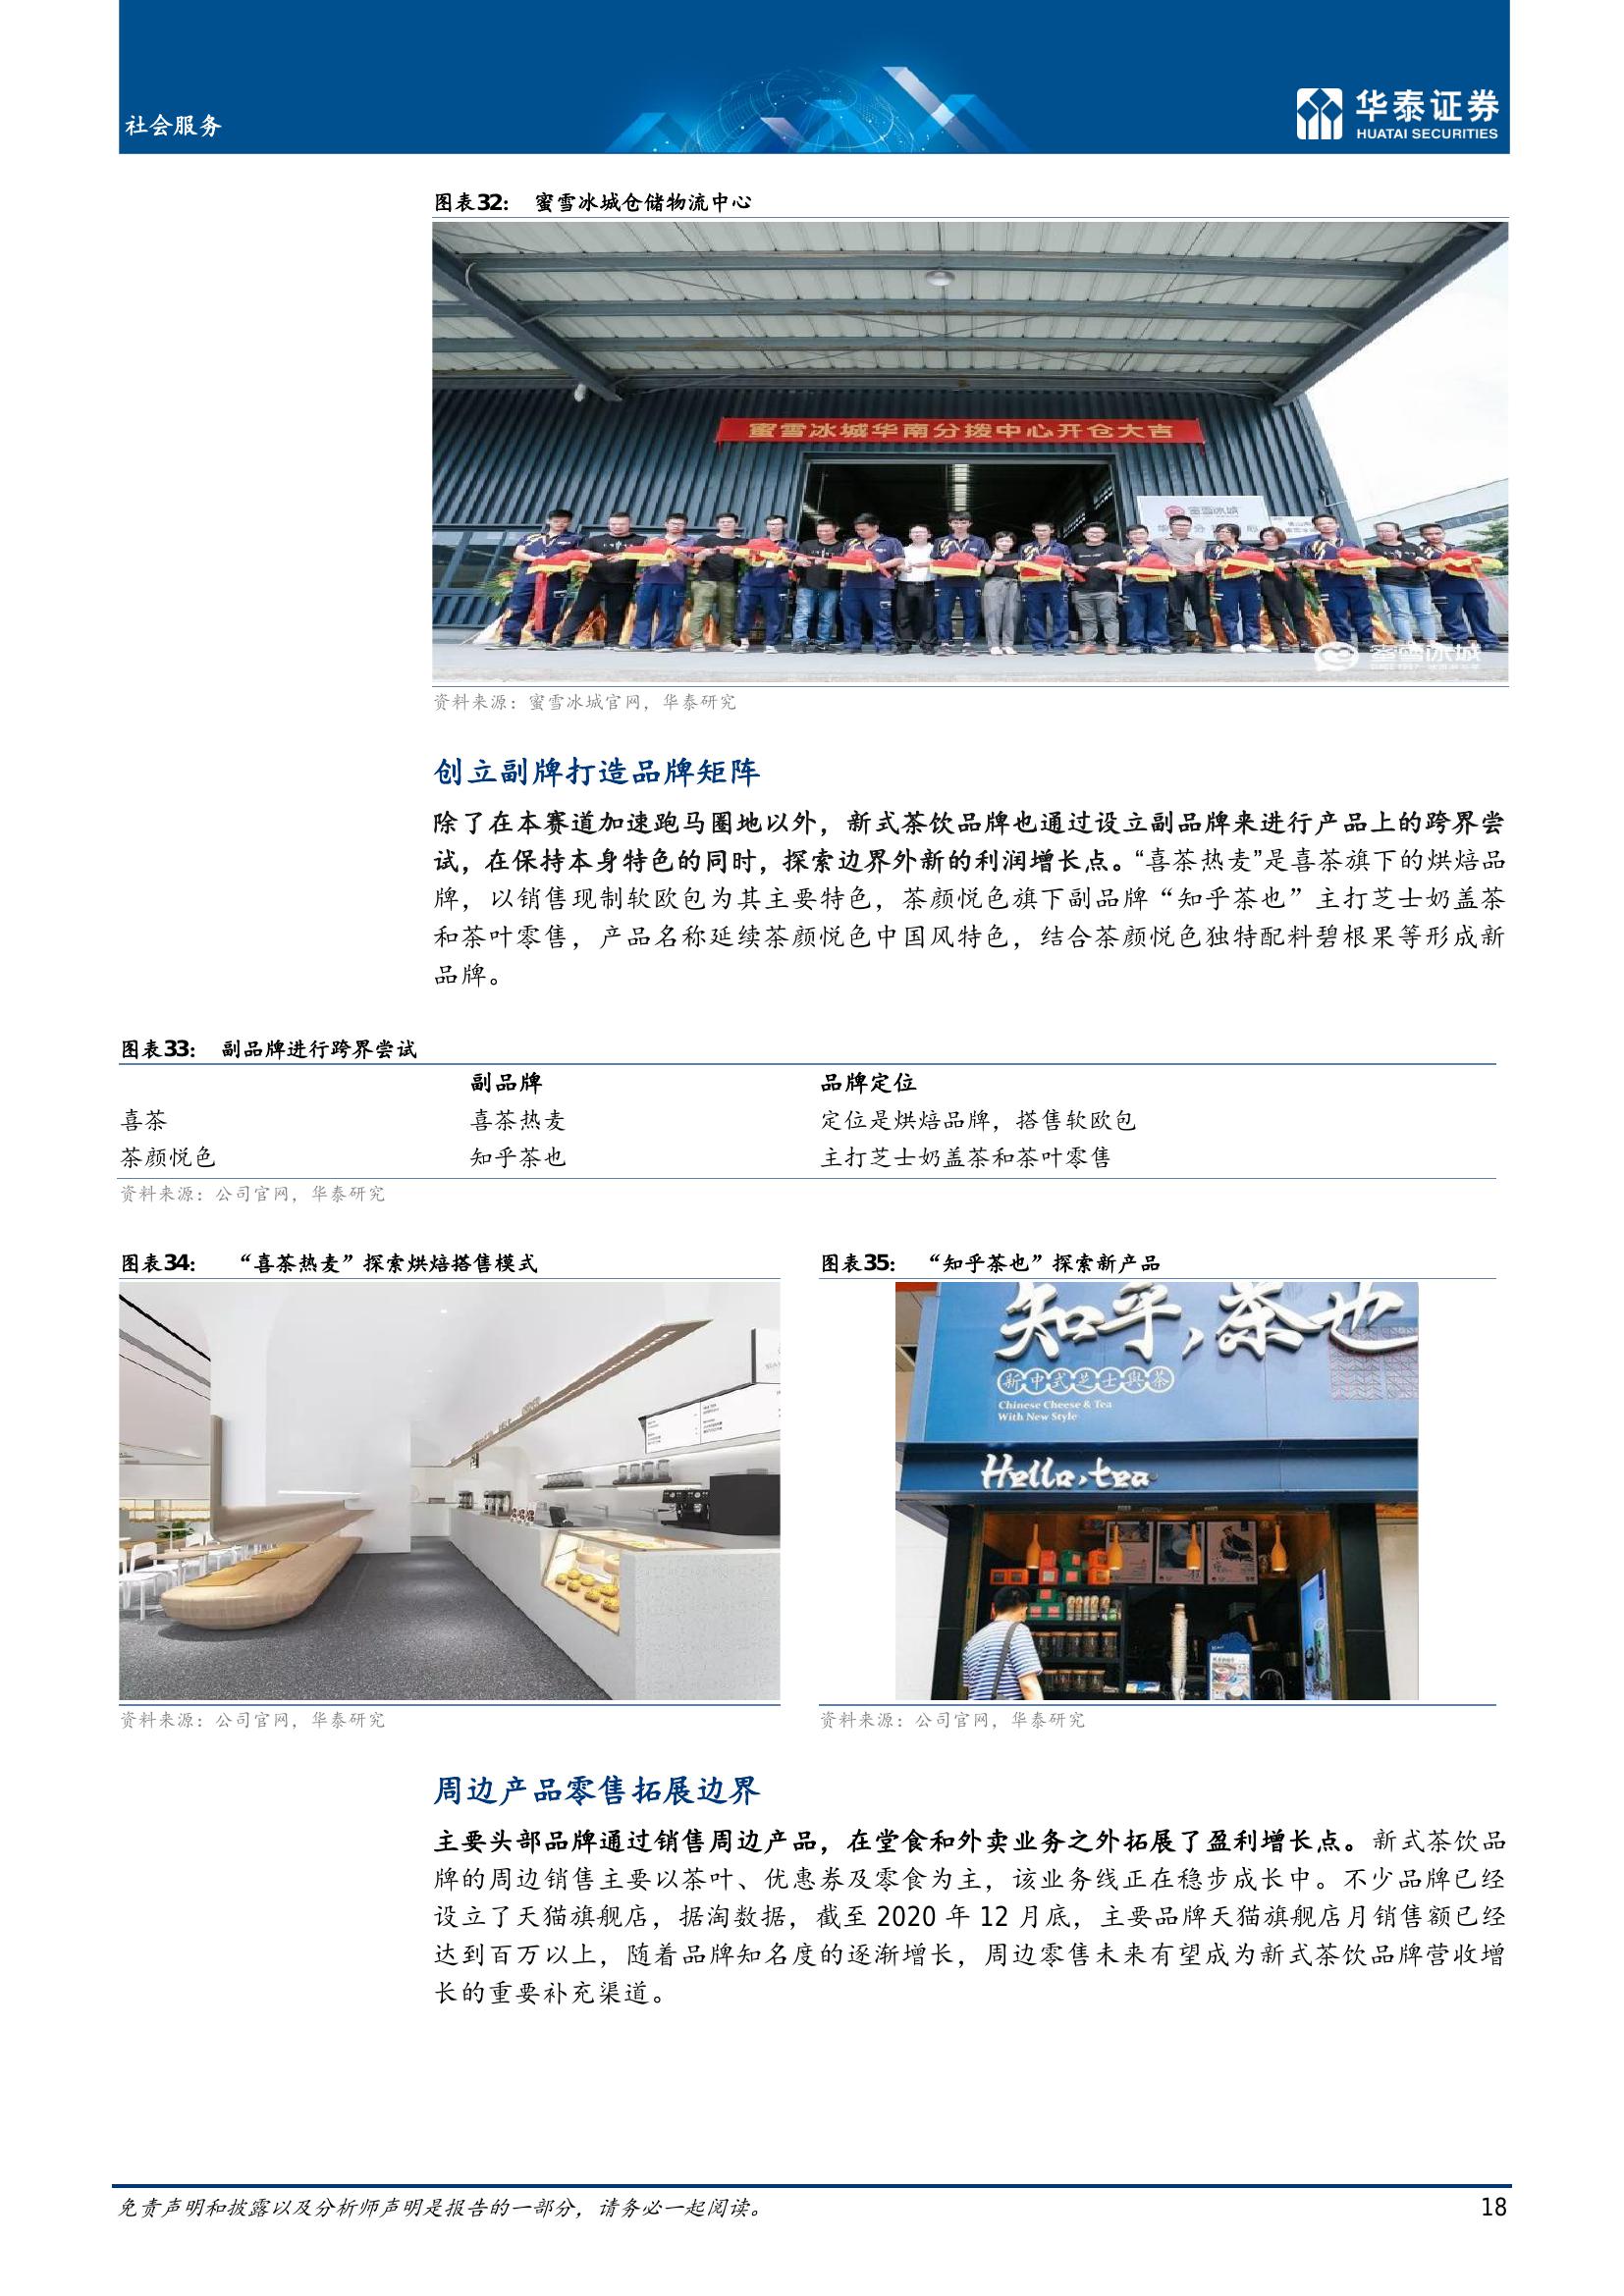 社会服务
华泰证券
HUATAI SECURITIES
图表32： 蜜雪冰城仓储物流中心
蜜雪冰城华南分拨中心开仓大吉
蜜雪冰城
蜜雪冰城
资料来源：蜜雪冰城官网，华泰研究
创立副牌打造品牌矩阵
除了在本赛道加速跑马圈地以外，新式茶饮品牌也通过设立副品牌来进行产品上的跨界尝
试，在保持本身特色的同时，探索边界外新的利润增长点。“喜茶热麦”是喜茶旗下的烘焙品
牌，以销售现制软欧包为其主要特色，茶颜悦色旗下副品牌“知乎茶也”主打芝士奶盖茶
和茶叶零售，产品名称延续茶颜悦色中国风特色，结合茶颜悦色独特配料碧根果等形成新
品牌。
图表33： 副品牌进行跨界尝试
副品牌 品牌定位
喜茶 喜茶热麦 定位是烘焙品牌，搭售软欧包
茶颜悦色 知乎茶也 主打芝士奶盖茶和茶叶零售
资料来源：公司官网，华泰研究
图表34： “喜茶热麦”探索烘焙搭售模式
资料来源：公司官网，华泰研究
图表35： “知乎茶也”探索新产品
知乎，茶也
新中式芝士與茶
Chinese Cheese & Tea
With New Style
Hello,tea
资料来源：公司官网，华泰研究
周边产品零售拓展边界
主要头部品牌通过销售周边产品，在堂食和外卖业务之外拓展了盈利增长点。新式茶饮品
牌的周边销售主要以茶叶、优惠券及零食为主，该业务线正在稳步成长中。不少品牌已经
设立了天猫旗舰店，据淘数据，截至 2020 年 12 月底，主要品牌天猫旗舰店月销售额已经
达到百万以上，随着品牌知名度的逐渐增长，周边零售未来有望成为新式茶饮品牌营收增
长的重要补充渠道。
免责声明和披露以及分析师声明是报告的一部分，请务必一起阅读。
18